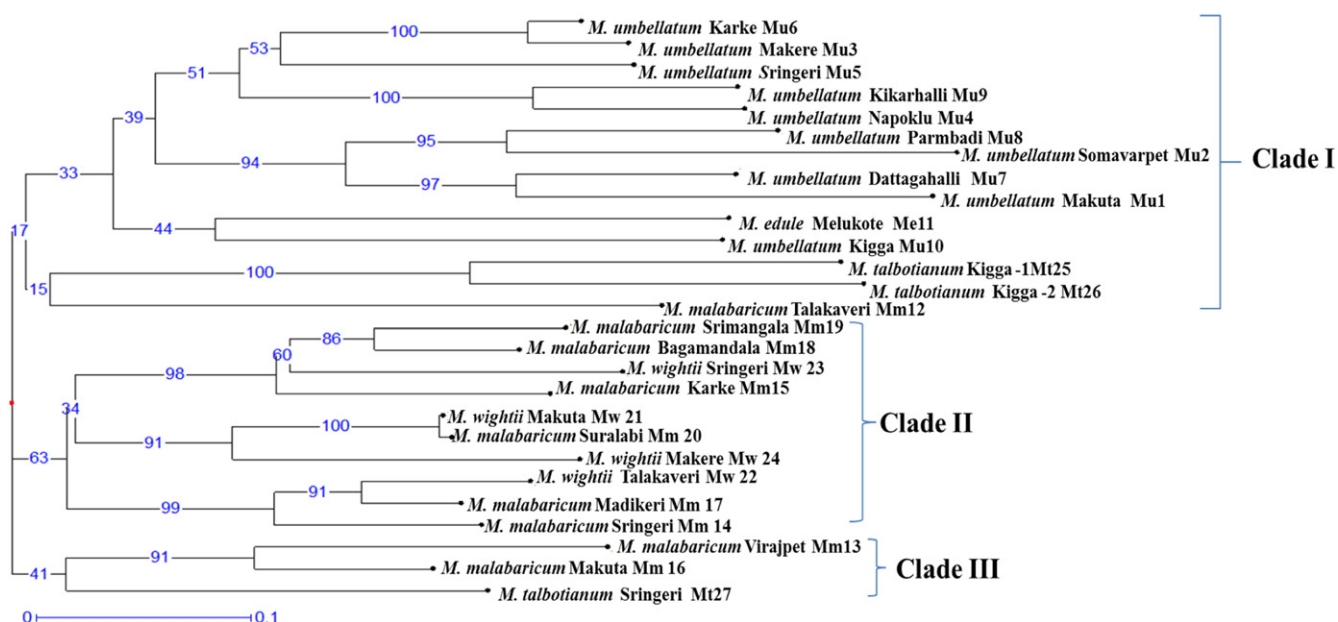 100
M. umbellatum Karke Mu6
53
M. umbellatum Makere Mu3
51
M. umbellatum Sringeri Mu5
M. umbellatum Kikarhalli Mu9
100
M. umbellatum Napoklu Mu4
39
M. umbellatum Parmbadi Mu8
95
M. umbellatum Somavarpet Mu2
94
Clade I
33
M. umbellatum Dattagahalli Mu7
97
M. umbellatum Makuta Mu1
M. edule Melukote Me11
17
44
M. umbellatum Kigga Mu10
M. talbotianum Kigga -1Mt25
100
15
M. talbotianum Kigga -2 Mt26
M. malabaricum Talakaveri Mm12
M. malabaricum Srimangala Mm19
86
60
M. malabaricum Bagamandala Mm18
98
M. wightii Sringeri Mw 23
M. malabaricum Karke Mm15
34
M. wightii Makuta Mw 21
100
Clade II
M. malabaricum Suralabi Mm 20
91
63
M. wightii Makere Mw 24
M. wightii Talakaveri Mw 22
91
99
M. malabaricum Madikeri Mm 17
M. malabaricum Sringeri Mm 14
M. malabaricum Virajpet Mm13
91
41
M. malabaricum Makuta Mm 16
Clade III
M. talbotianum Sringeri Mt27
0
0.1